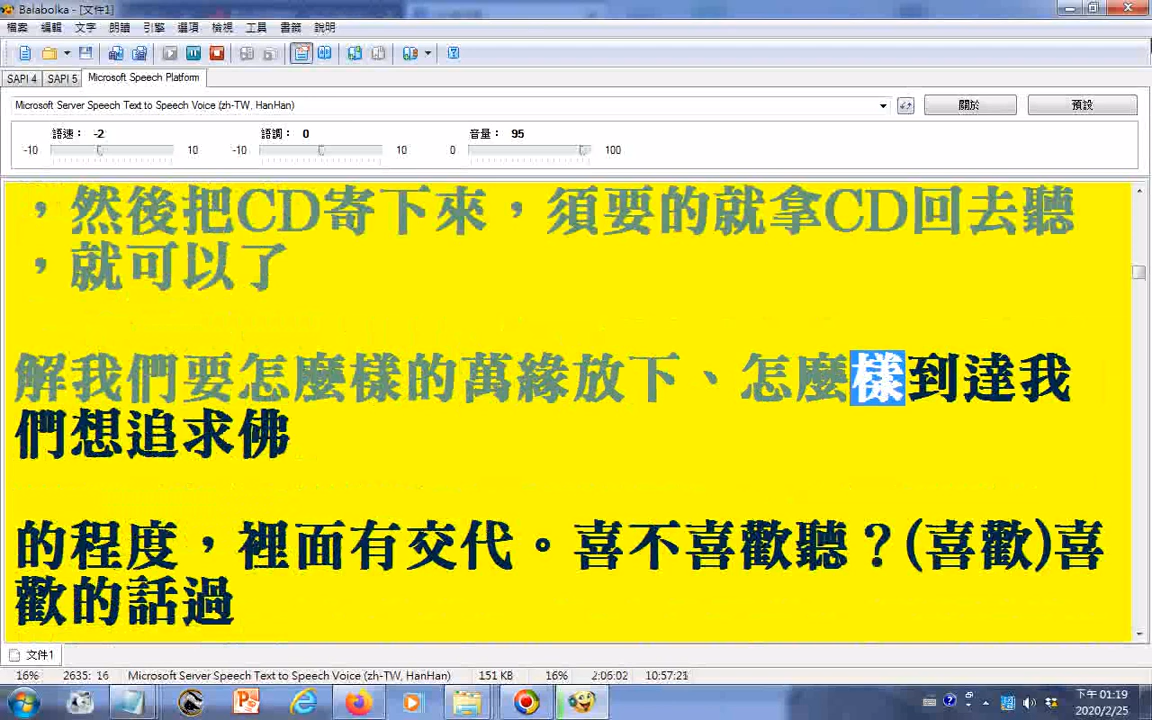 Balabolka - [文件1]
檔案 編輯 文字 朗讀 引擎 選項 檢視 工具 書籤 說明
SAPI 4 SAPI 5 Microsoft Speech Platform
Microsoft Server Speech Text to Speech Voice (zh-TW, HanHan) 關於 預設
語速： -2 語調： 0 音量： 95
-10 10 -10 10 0 100
，然後把CD寄下來，須要的就拿CD回去聽
，就可以了
解我們要怎麼樣的萬緣放下、怎麼樣到達我
們想追求佛
的程度，裡面有交代。喜不喜歡聽？(喜歡)喜
歡的話過
文件1
16% 2635: 16 Microsoft Server Speech Text to Speech Voice (zh-TW, HanHan) 151 KB 16% 2:06:02 10:57:21
下午 01:19
2020/2/25